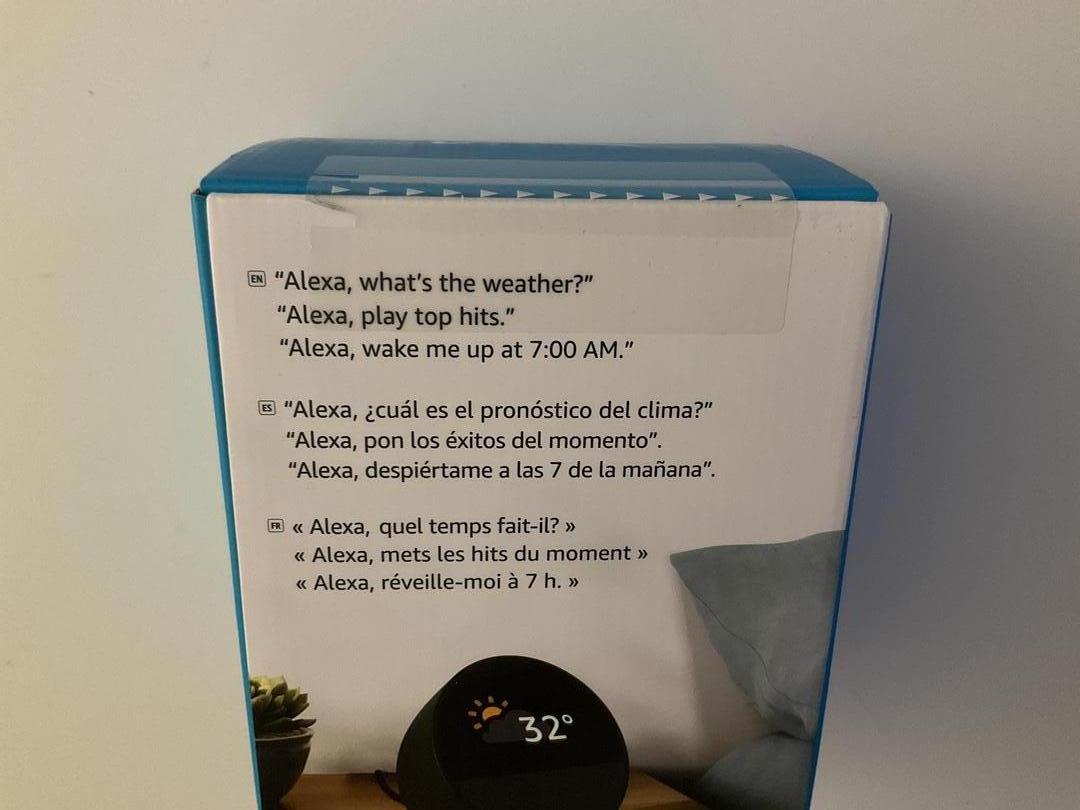 EN "Alexa, what's the weather?"
"Alexa, play top hits."
"Alexa, wake me up at 7:00 AM."
ES "Alexa, ¿cuál es el pronóstico del clima?"
"Alexa, pon los éxitos del momento".
"Alexa, despiértame a las 7 de la mañana".
FR « Alexa, quel temps fait-il? »
« Alexa, mets les hits du moment »
« Alexa, réveille-moi à 7 h. »
32°